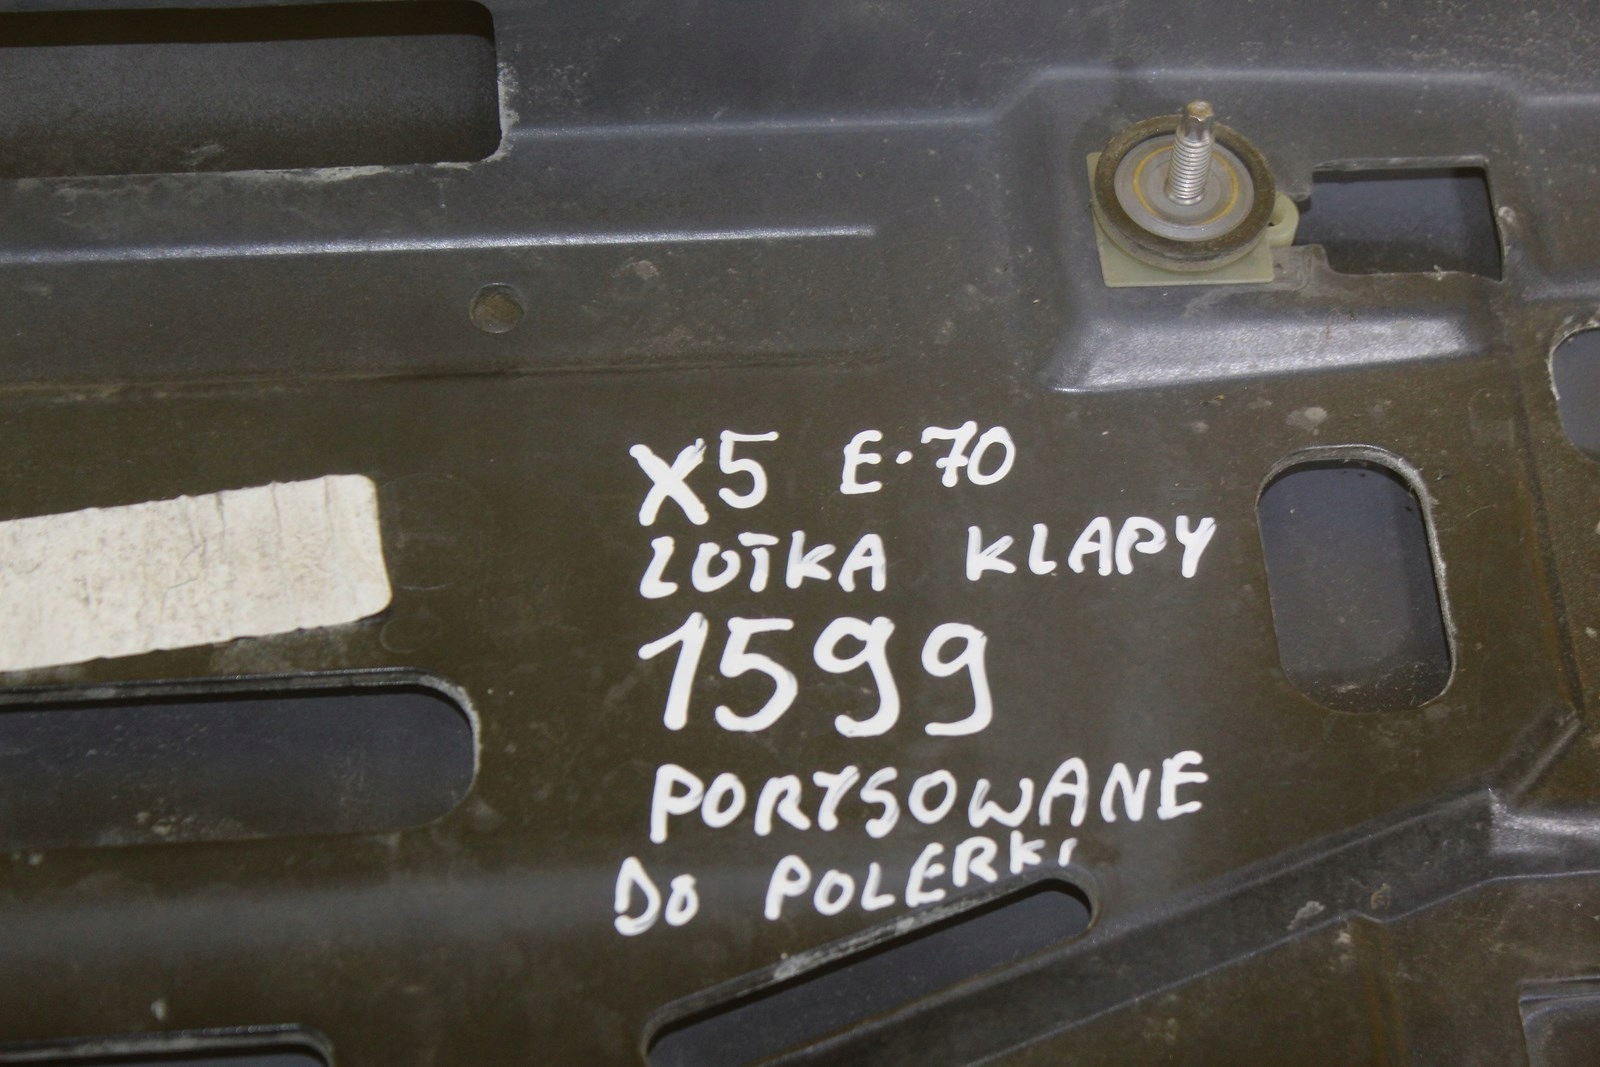 X5 E.70
LOTKA KLAPY
1599
PORYSOWANE
DO POLERKI